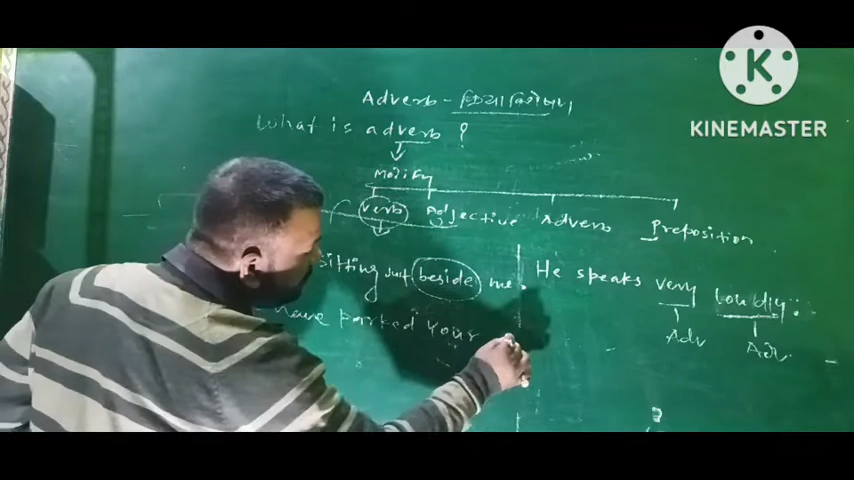 Adverb - क्रिया विशेषण
What is adverb ?
Modify
verb Adjective Adverb Preposition
sitting just beside me.
He speaks very loudly.
Adv Adv
have parked your
K
KINEMASTER